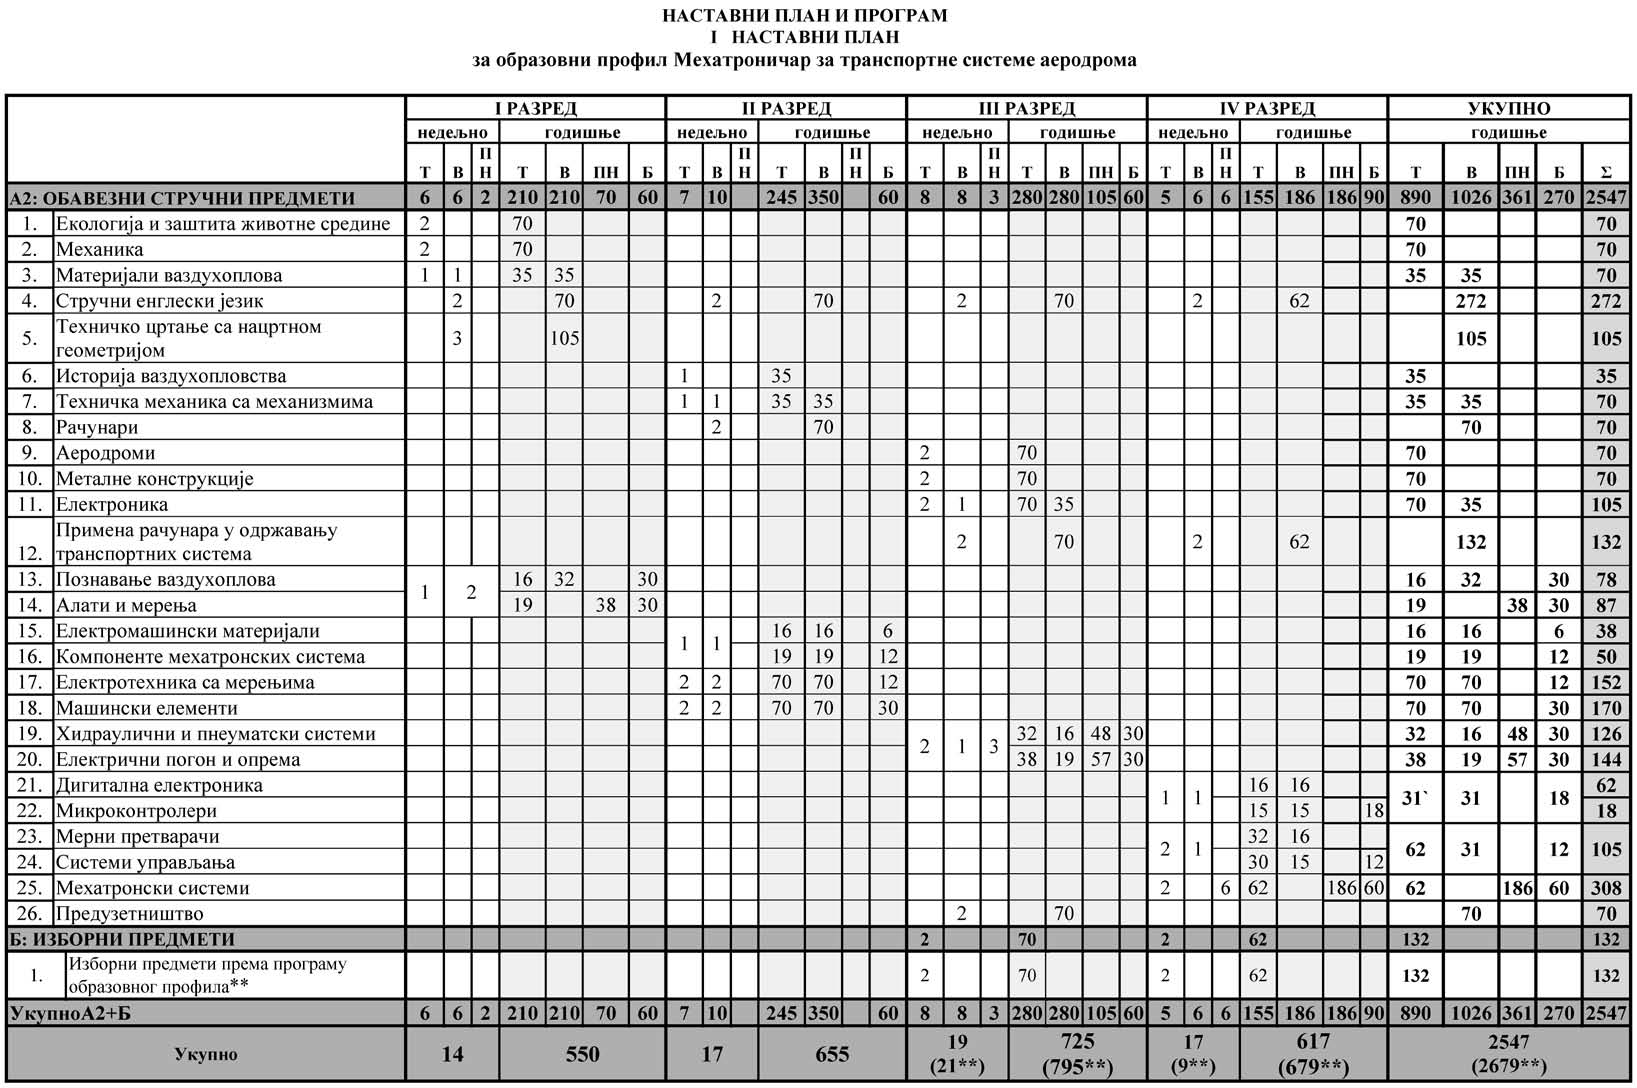 НАСТАВНИ ПЛАН И ПРОГРАМ
I НАСТАВНИ ПЛАН
за образовни профил Мехатроничар за транспортне системе аеродрома
I РАЗРЕД II РАЗРЕД III РАЗРЕД IV РАЗРЕД УКУПНО
недељно годишње недељно годишње недељно годишње недељно годишње годишње
Т В ПН Т В ПН Б Т В ПН Т В ПН Б Т В ПН Т В ПН Б Т В ПН Т В ПН Б Т В ПН Б Σ
А2: ОБАВЕЗНИ СТРУЧНИ ПРЕДМЕТИ 6 6 2 210 210 70 60 7 10 245 350 60 8 8 3 280 280 105 60 5 6 6 155 186 186 90 890 1026 361 270 2547
1. Екологија и заштита животне средине 2 70 70 70
2. Механика 2 70 70 70
3. Материјали ваздухоплова 1 1 35 35 35 35 70
4. Стручни енглески језик 2 70 2 70 2 70 2 62 272 272
5. Техничко цртање са нацртном
геометријом 3 105 105 105
6. Историја ваздухопловства 1 35 35 35
7. Техничка механика са механизмима 1 1 35 35 35 35 70
8. Рачунари 2 70 70 70
9. Аеродроми 2 70 70 70
10. Металне конструкције 2 70 70 70
11. Електроника 2 1 70 35 70 35 105
12. Примена рачунара у одржавању
транспортних система 2 70 2 62 132 132
13. Познавање ваздухоплова 1 2 16 32 30 16 32 30 78
14. Алати и мерења 19 38 30 19 38 30 87
15. Електромашински материјали 1 1 16 16 6 16 16 6 38
16. Компоненте мехатронских система 19 19 12 19 19 12 50
17. Електротехника са мерењима 2 2 70 70 12 70 70 12 152
18. Машински елементи 2 2 70 70 30 70 70 30 170
19. Хидраулични и пнеуматски системи 2 1 3 32 16 48 30 32 16 48 30 126
20. Електрични погон и опрема 38 19 57 30 38 19 57 30 144
21. Дигитална електроника 1 1 16 16 31` 31 18 62
22. Микроконтролери 15 15 18 18
23. Мерни претварачи 2 1 32 16 62 31 12 105
24. Системи управљања 30 15 12
25. Мехатронски системи 2 6 62 186 60 62 186 60 308
26. Предузетништво 2 70 70 70
Б: ИЗБОРНИ ПРЕДМЕТИ 2 70 2 62 132 132
1. Изборни предмети према програму
образовног профила** 2 70 2 62 132 132
УкупноА2+Б 6 6 2 210 210 70 60 7 10 245 350 60 8 8 3 280 280 105 60 5 6 6 155 186 186 90 890 1026 361 270 2547
Укупно 14 550 17 655 19 725 17 617 2547
(21**) (795**) (9**) (679**) (2679**)